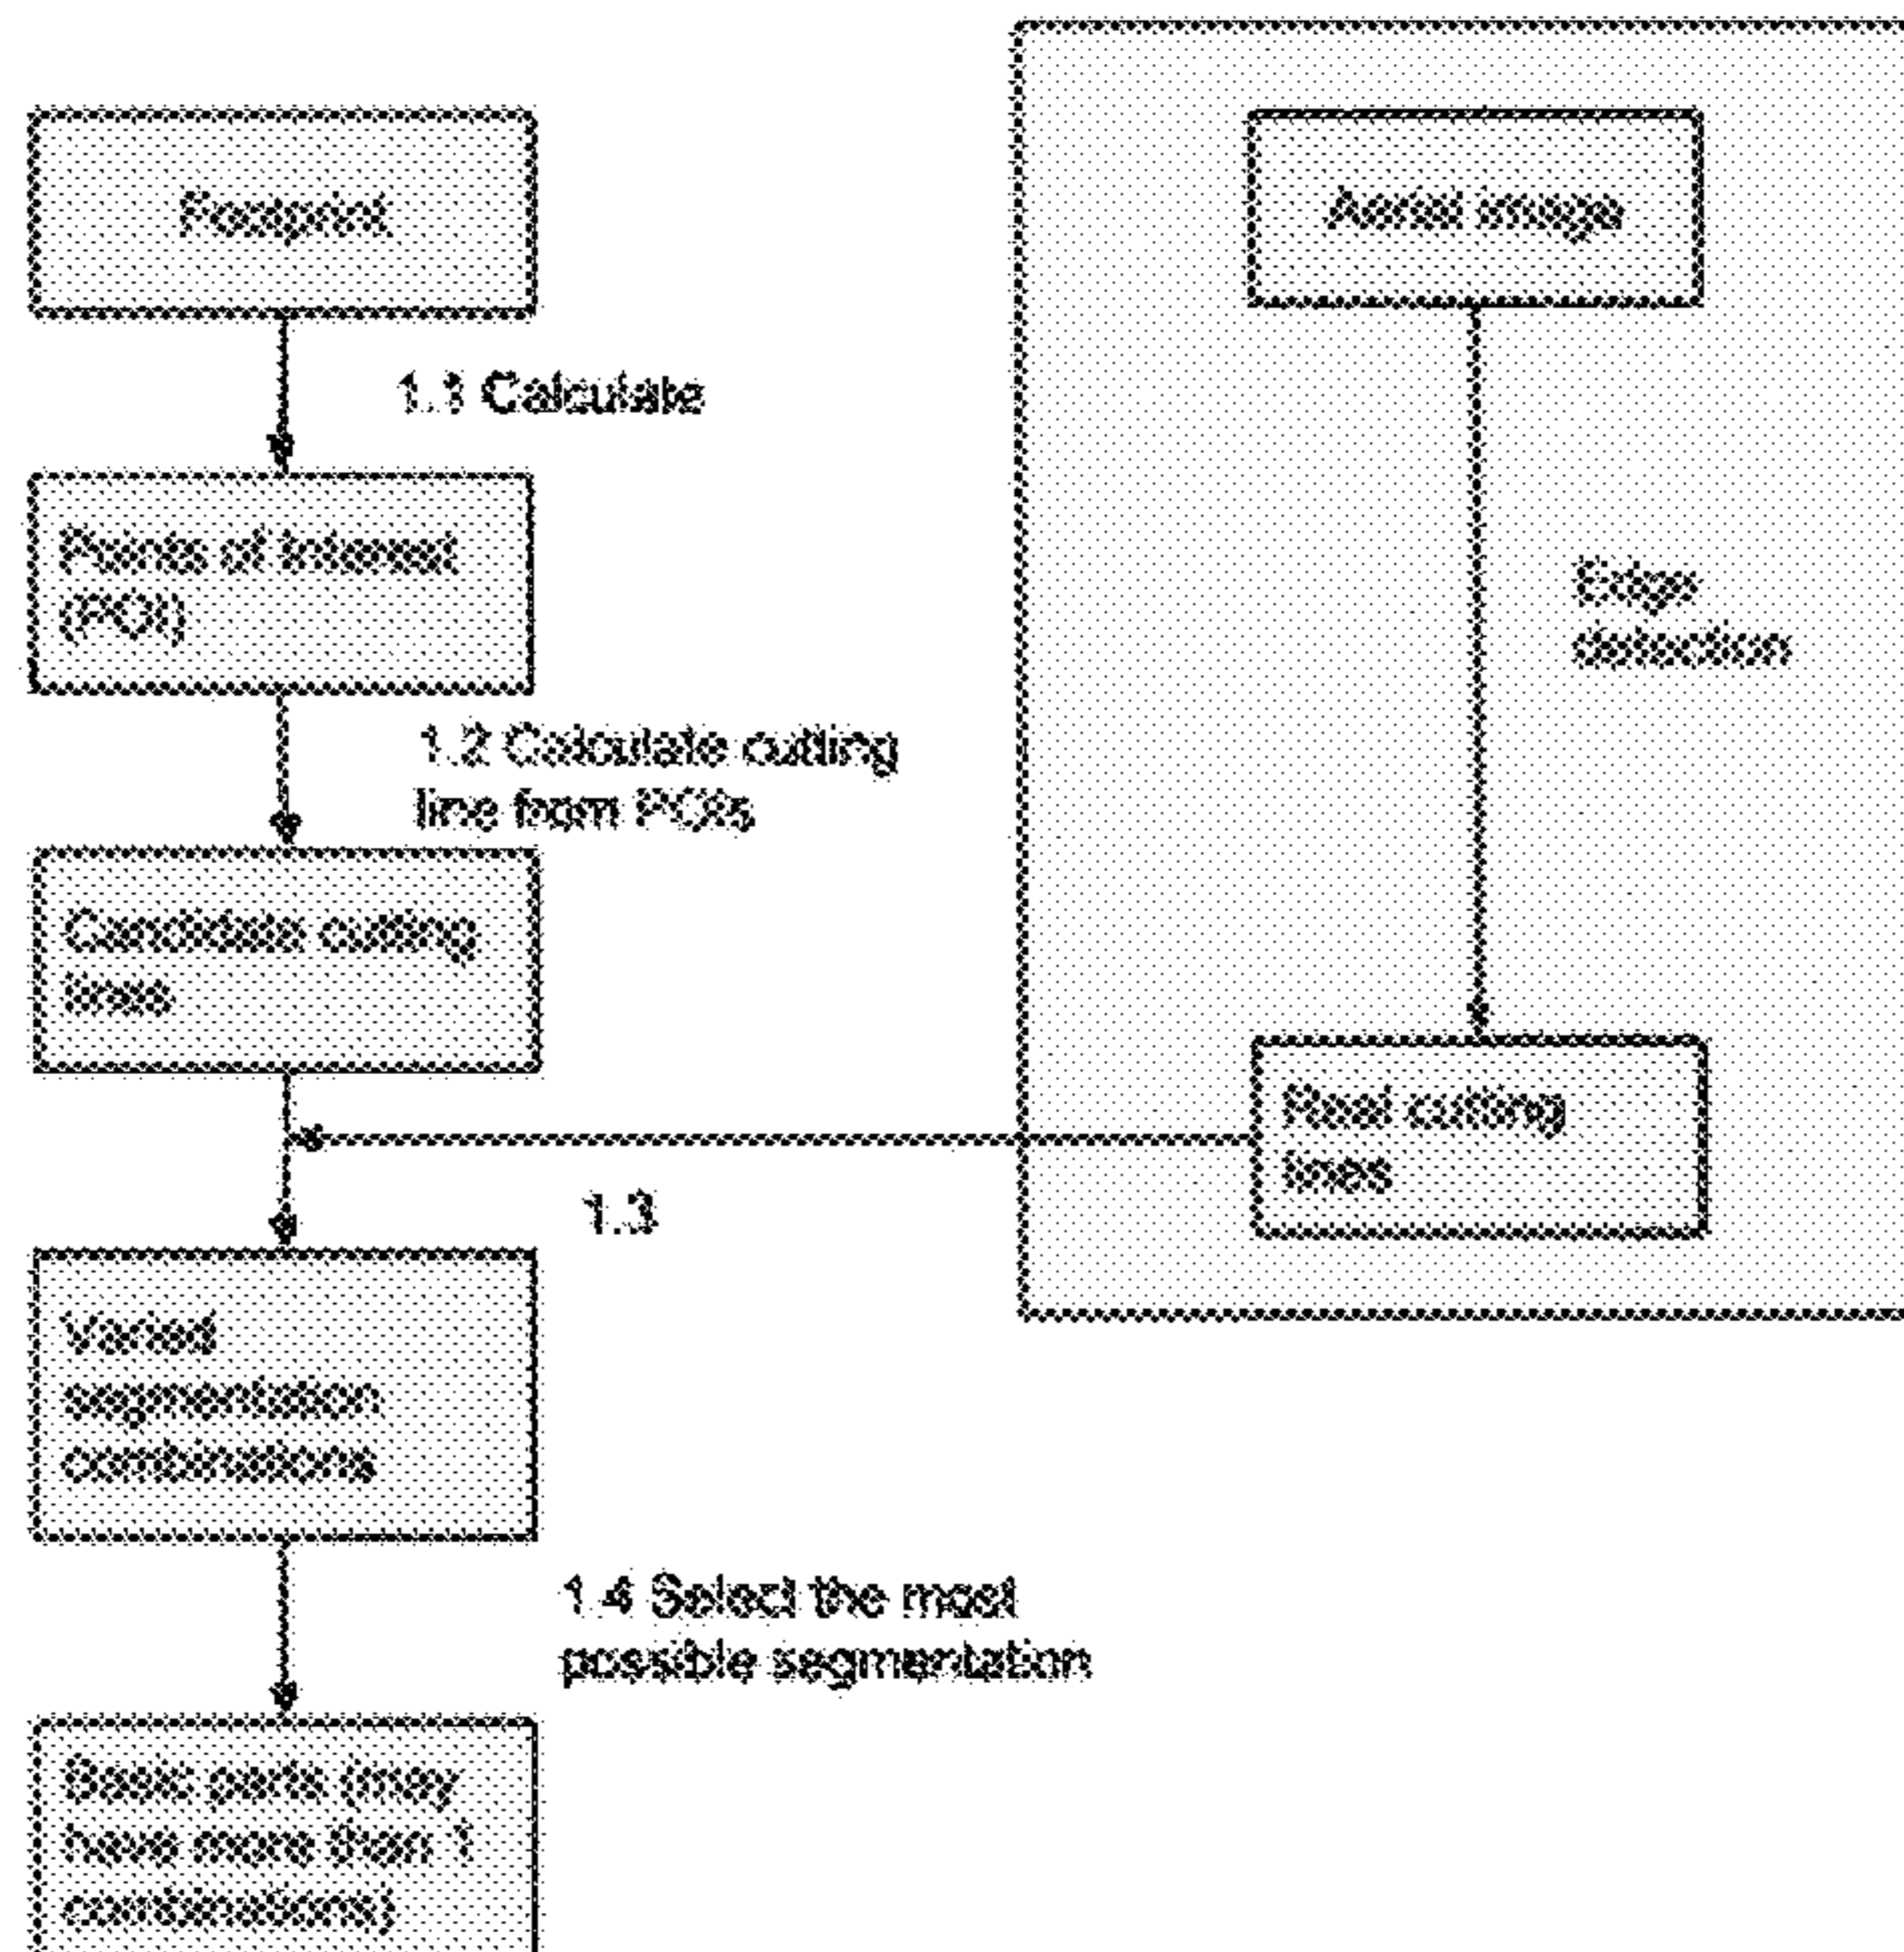 Footprint
1.1 Calculate
Points of Interest
(POI)
1.2 Calculate cutting
line from POIs
Candidate cutting
lines
1.3
Varied
segmentation
combinations
1.4 Select the most
possible segmentation
Basic parts (may
have more than 1
combinations)
Aerial image
Edge
detection
Real cutting
lines